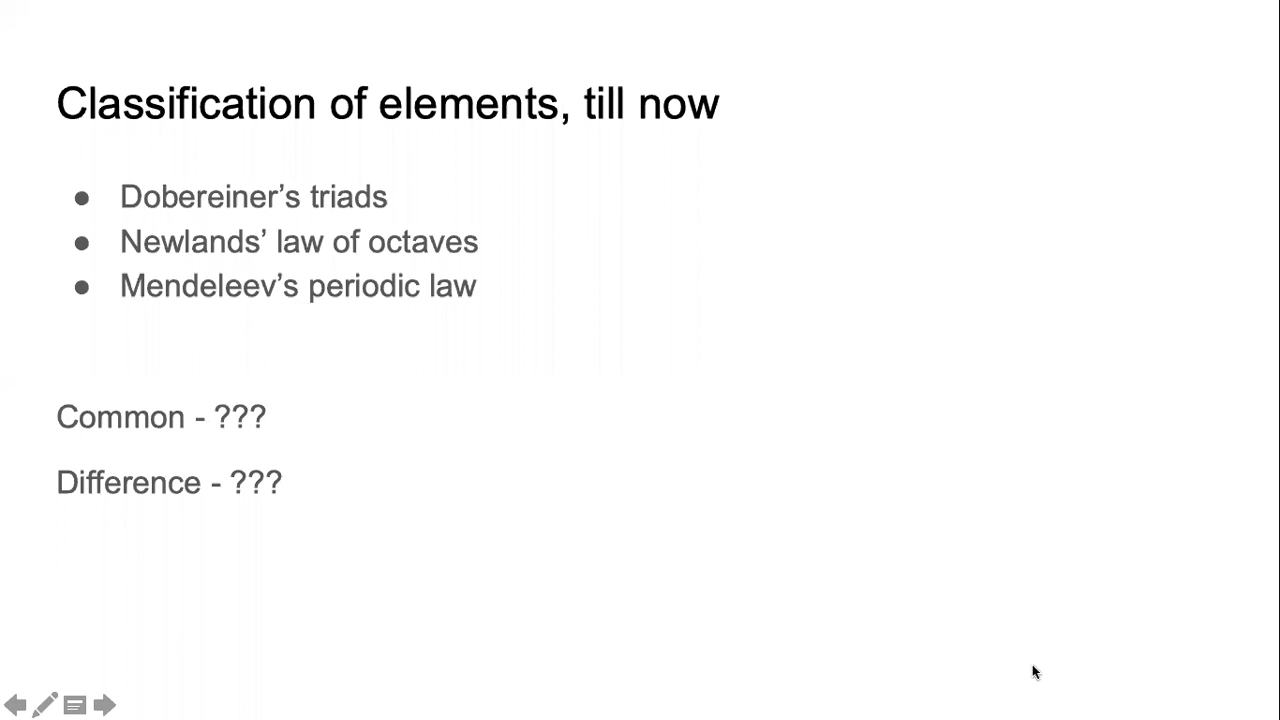 Classification of elements, till now
● Dobereiner’s triads
● Newlands’ law of octaves
● Mendeleev’s periodic law
Common - ???
Difference - ???